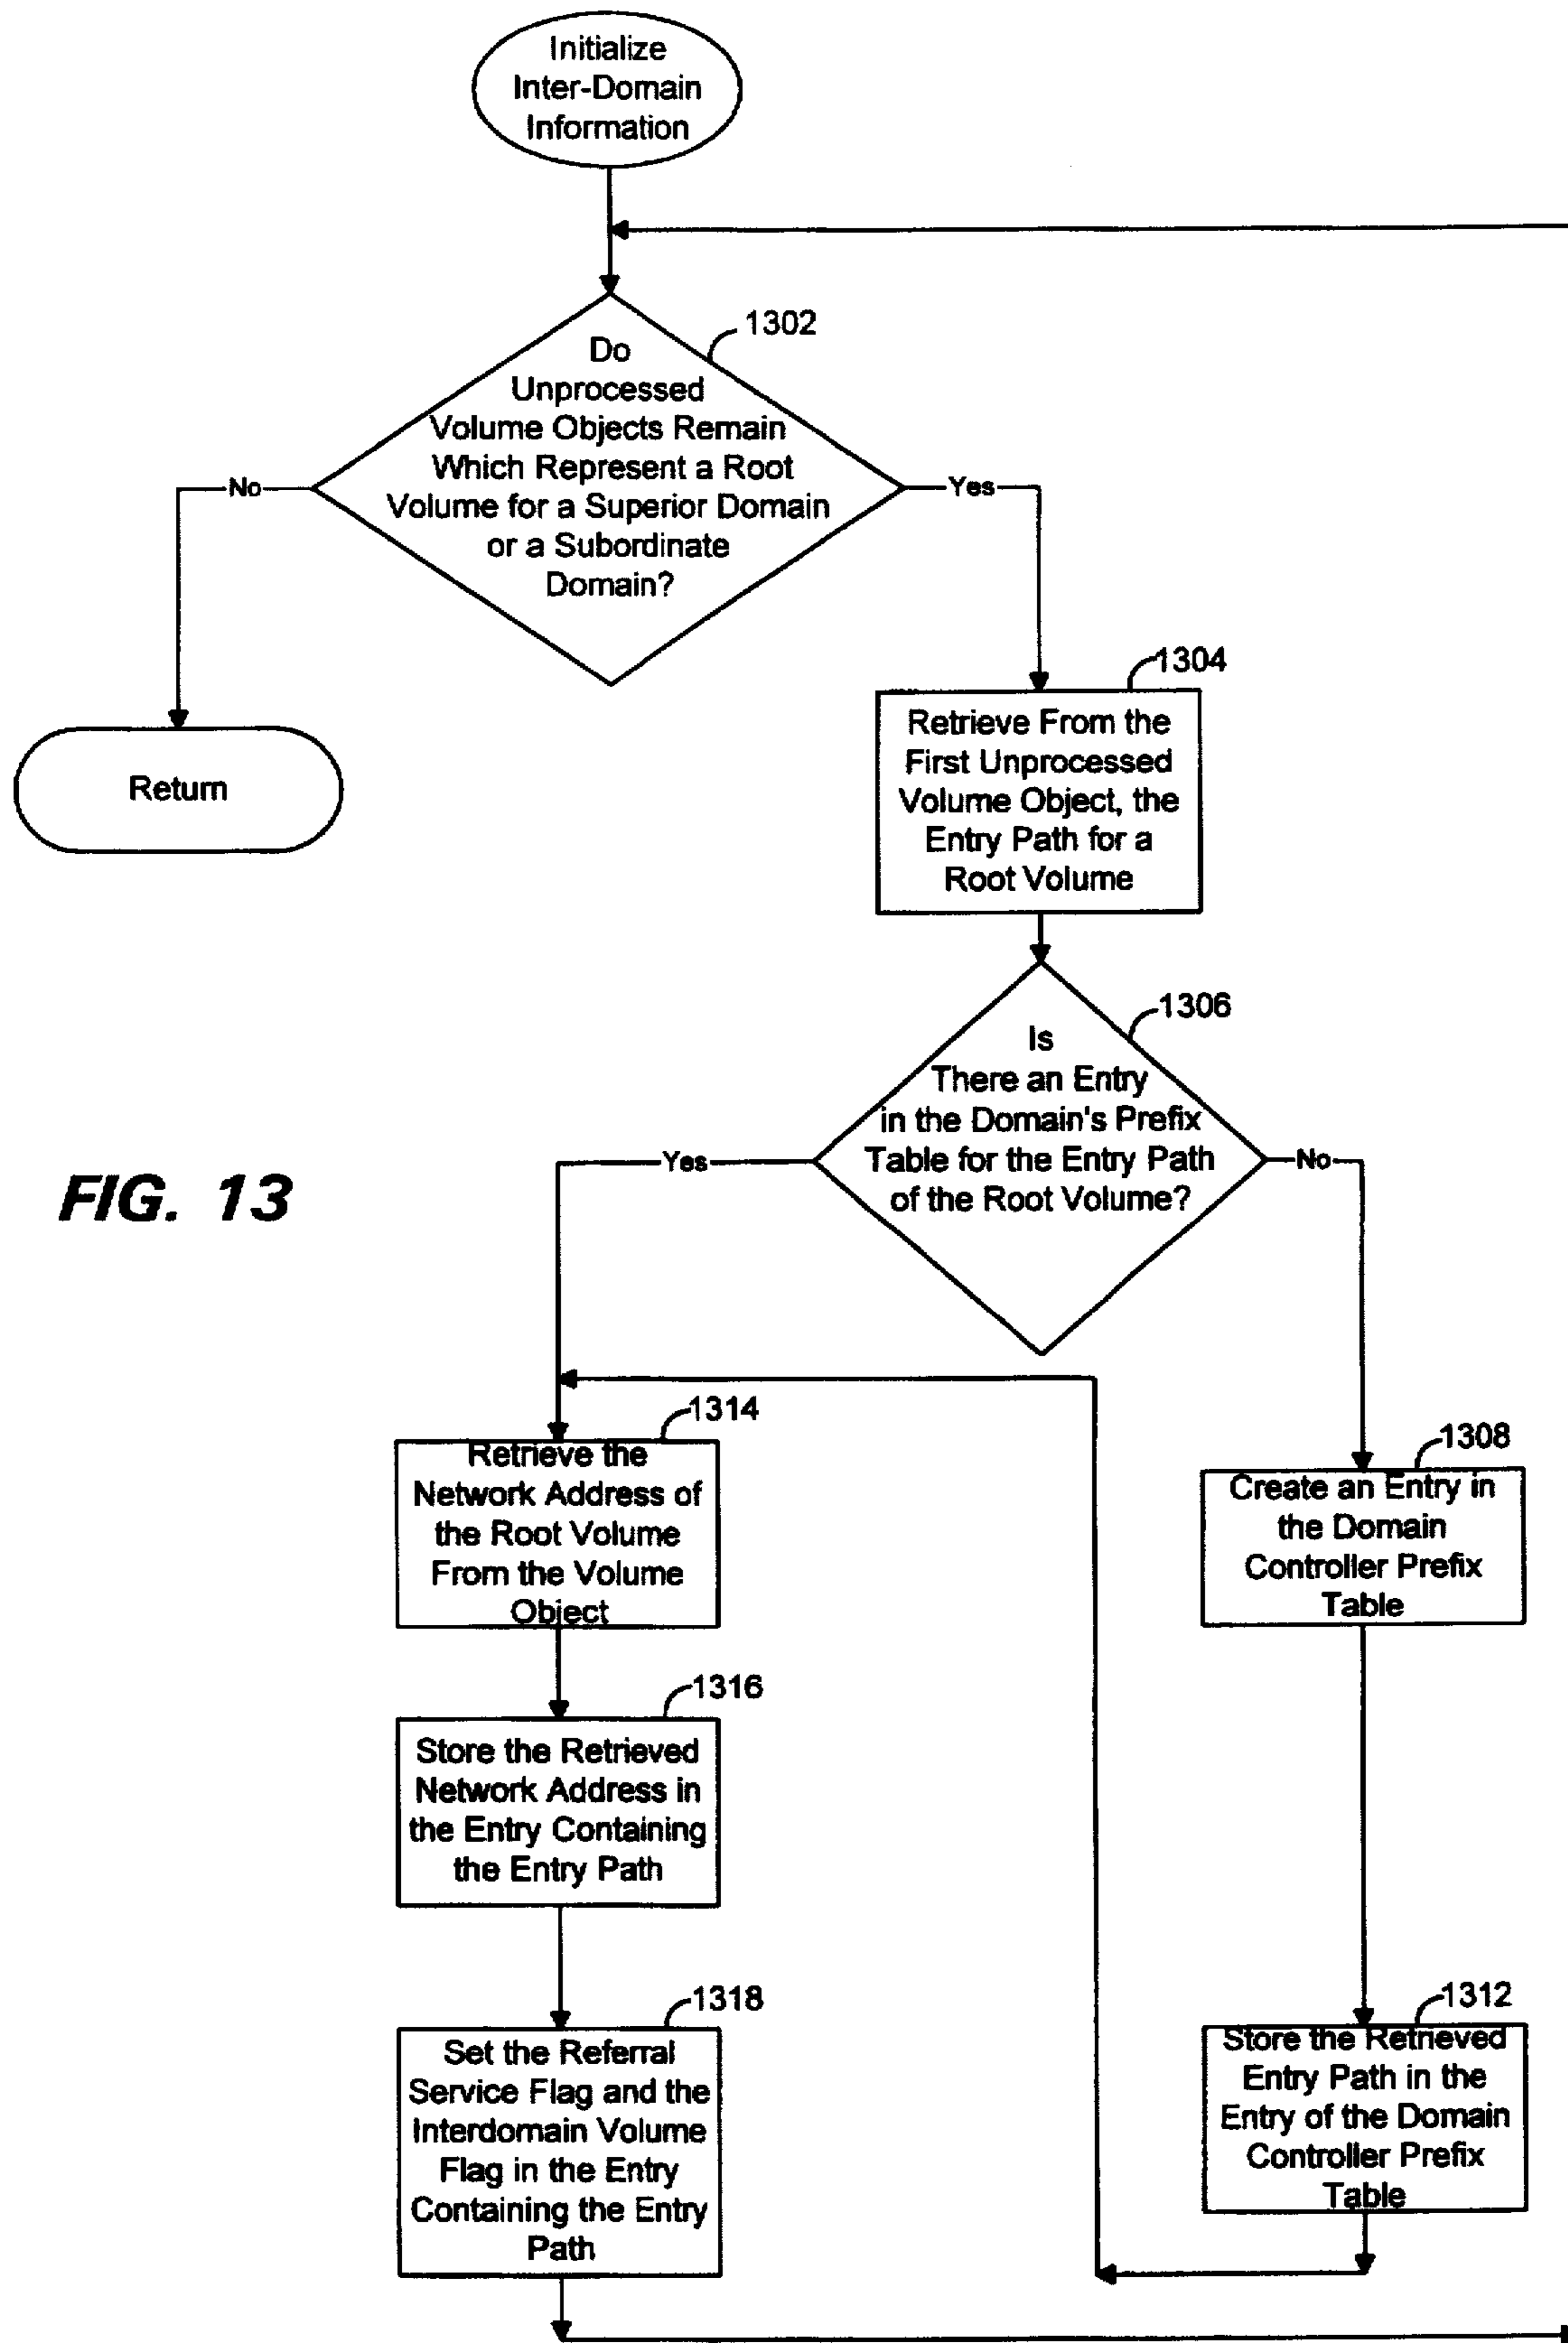 Initialize
Inter-Domain
Information
1302
Do
Unprocessed
Volume Objects Remain
Which Represent a Root
Volume for a Superior Domain
or a Subordinate
Domain?
No
Yes
Return
1304
Retrieve From the
First Unprocessed
Volume Object, the
Entry Path for a
Root Volume
1306
Is
There an Entry
in the Domain's Prefix
Table for the Entry Path
of the Root Volume?
Yes
No
FIG. 13
1314
Retrieve the
Network Address of
the Root Volume
From the Volume
Object
1308
Create an Entry in
the Domain
Controller Prefix
Table
1316
Store the Retrieved
Network Address in
the Entry Containing
the Entry Path
1318
Set the Referral
Service Flag and the
Interdomain Volume
Flag in the Entry
Containing the Entry
Path
1312
Store the Retrieved
Entry Path in the
Entry of the Domain
Controller Prefix
Table